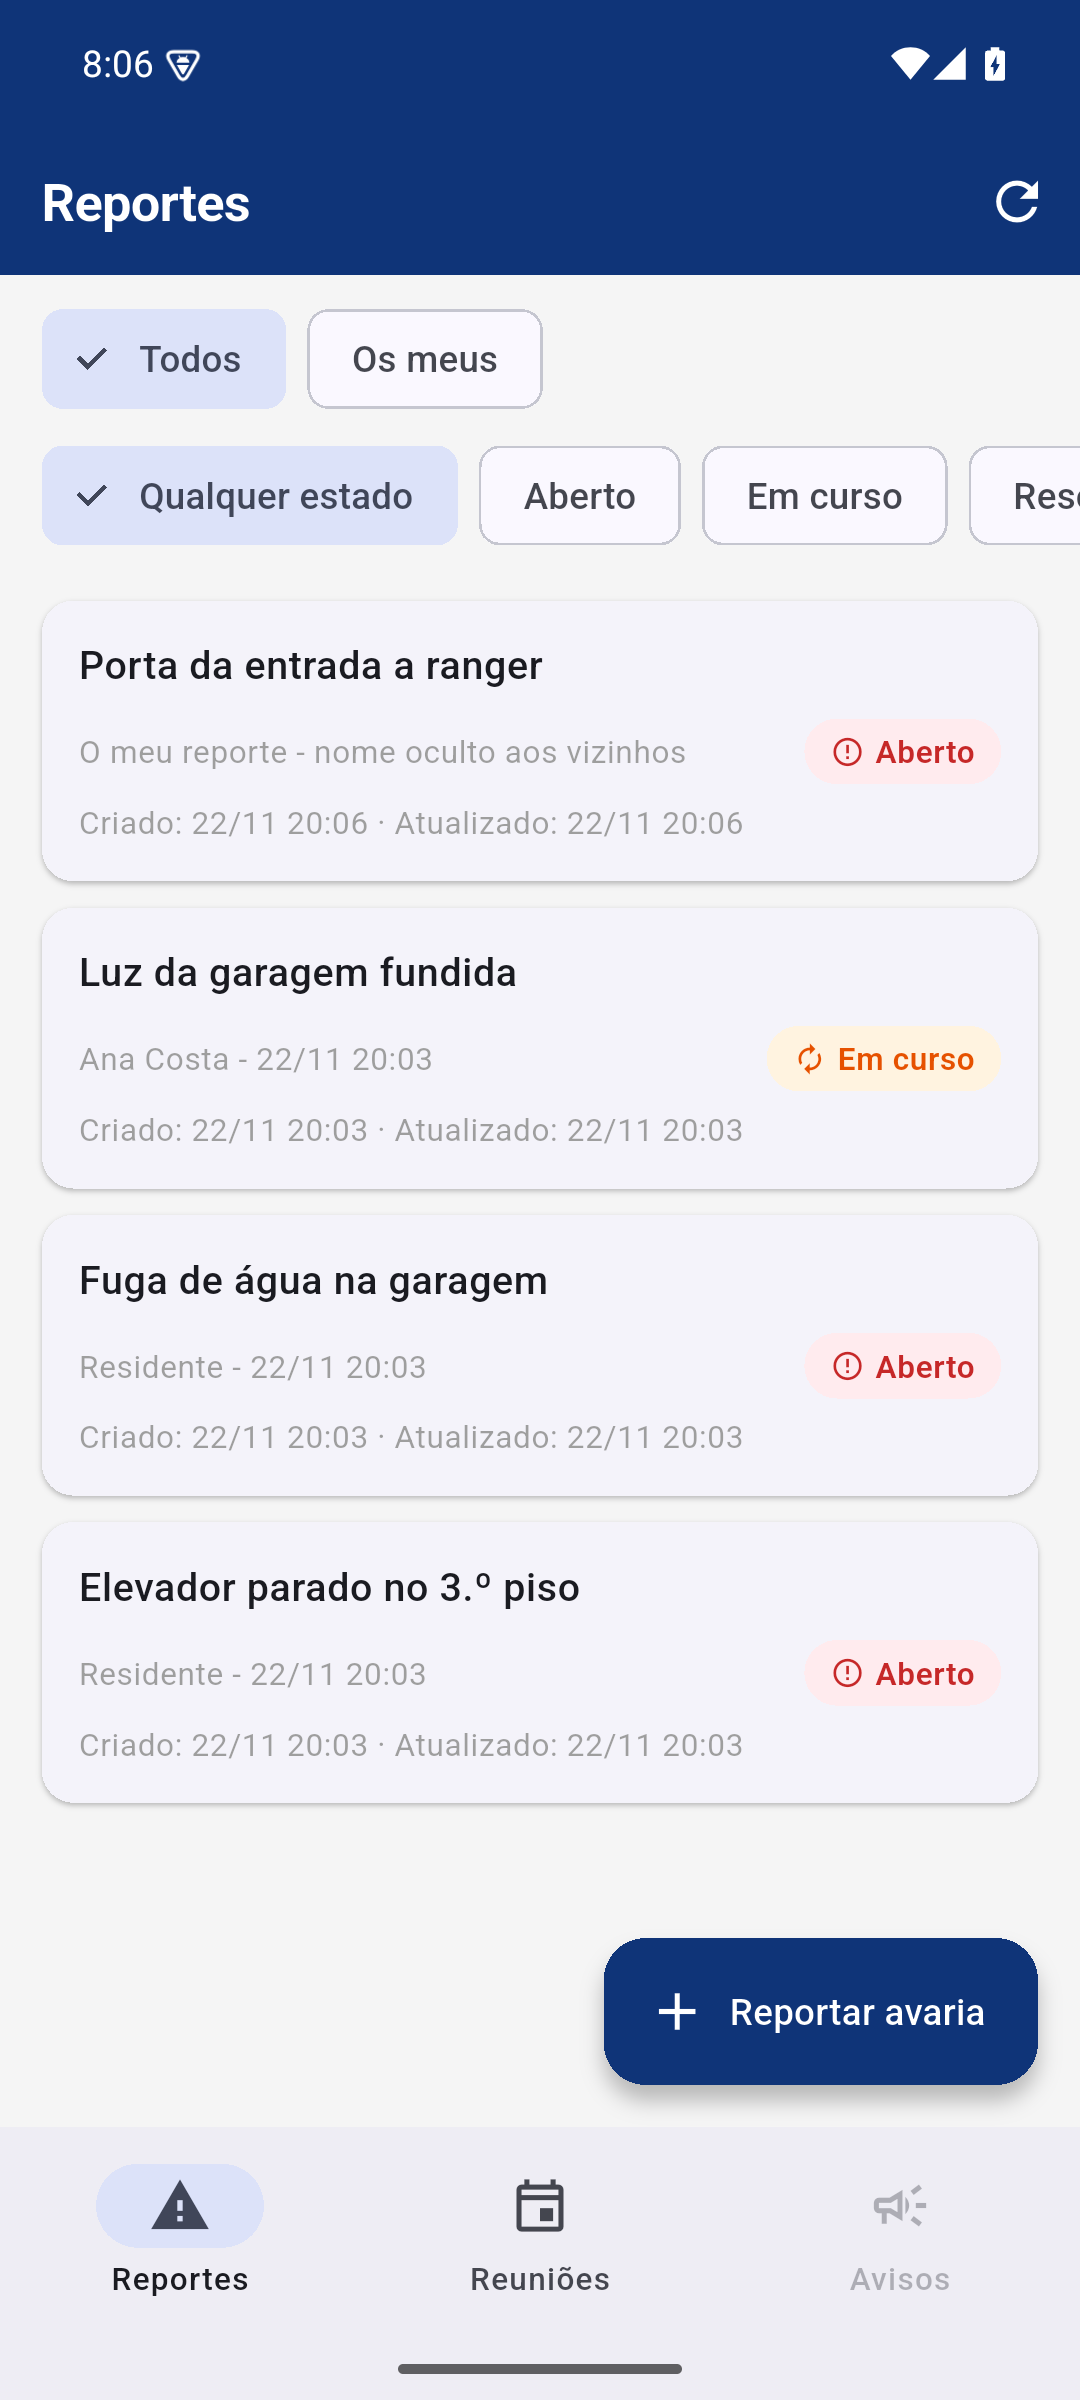 8:06
Reportes
Todos
Os meus
Qualquer estado
Aberto
Em curso
Porta da entrada a ranger
O meu reporte - nome oculto aos vizinhos
Aberto
Criado: 22/11 20:06 · Atualizado: 22/11 20:06
Luz da garagem fundida
Ana Costa - 22/11 20:03
Em curso
Criado: 22/11 20:03 · Atualizado: 22/11 20:03
Fuga de água na garagem
Residente - 22/11 20:03
Aberto
Criado: 22/11 20:03 · Atualizado: 22/11 20:03
Elevador parado no 3.º piso
Residente - 22/11 20:03
Aberto
Criado: 22/11 20:03 · Atualizado: 22/11 20:03
Reportar avaria
Reportes
Reuniões
Avisos